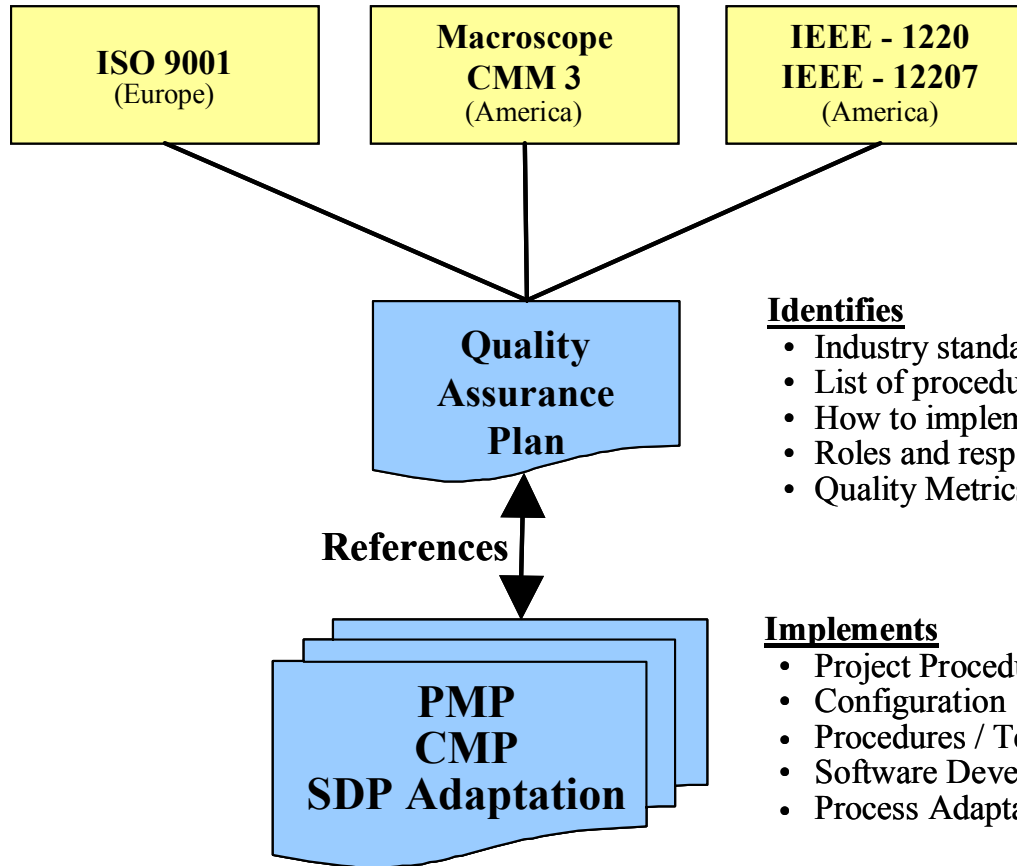 ISO 9001
(Europe)
Macroscope
CMM 3
(America)
IEEE - 1220
IEEE - 12207
(America)
Quality
Assurance
Plan
Identifies
• Industry standa
• List of procedu
• How to implem
• Roles and resp
• Quality Metrics
References
PMP
CMP
SDP Adaptation
Implements
• Project Procedu
• Configuration
• Procedures / To
• Software Deve
• Process Adapta